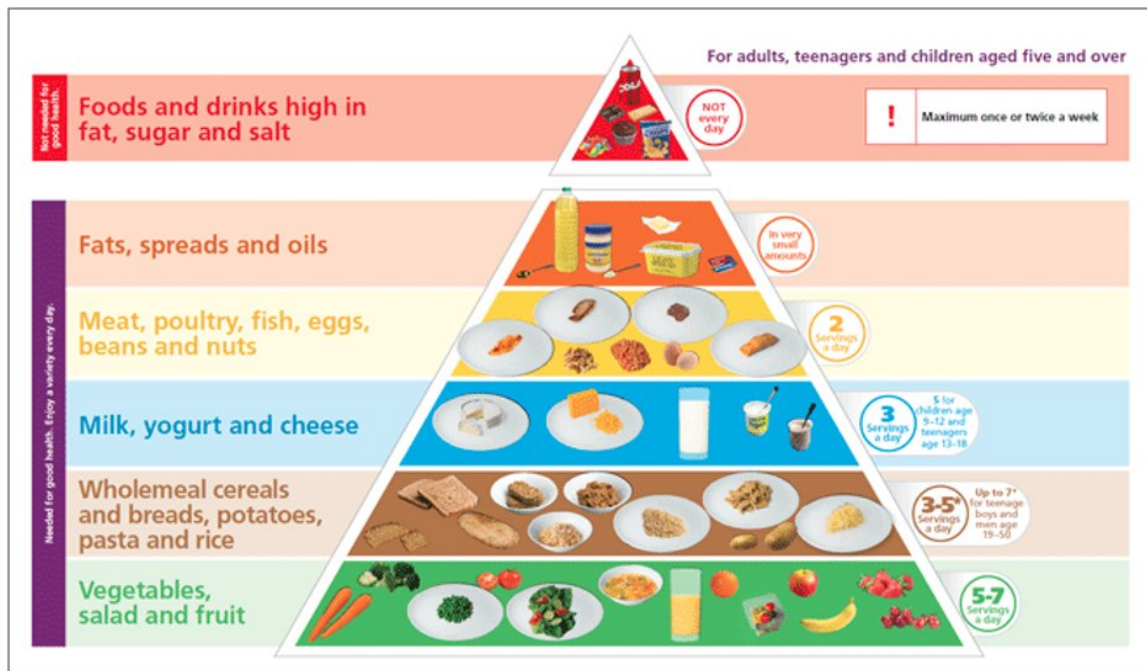 For adults, teenagers and children aged five and over
Not needed for
good health.
Foods and drinks high in
fat, sugar and salt
NOT
every
day
!
Maximum once or twice a week
Needed for good health. Enjoy a variety every day.
Fats, spreads and oils
In very
small
amounts
Meat, poultry, fish, eggs,
beans and nuts
2
Servings
a day
Milk, yogurt and cheese
3
Servings
a day
5 for
children age
9–12 and
teenagers
age 13–18
Wholemeal cereals
and breads, potatoes,
pasta and rice
3-5*
Servings
a day
Up to 7*
for teenage
boys and
men age
19–50
Vegetables,
salad and fruit
5-7
Servings
a day